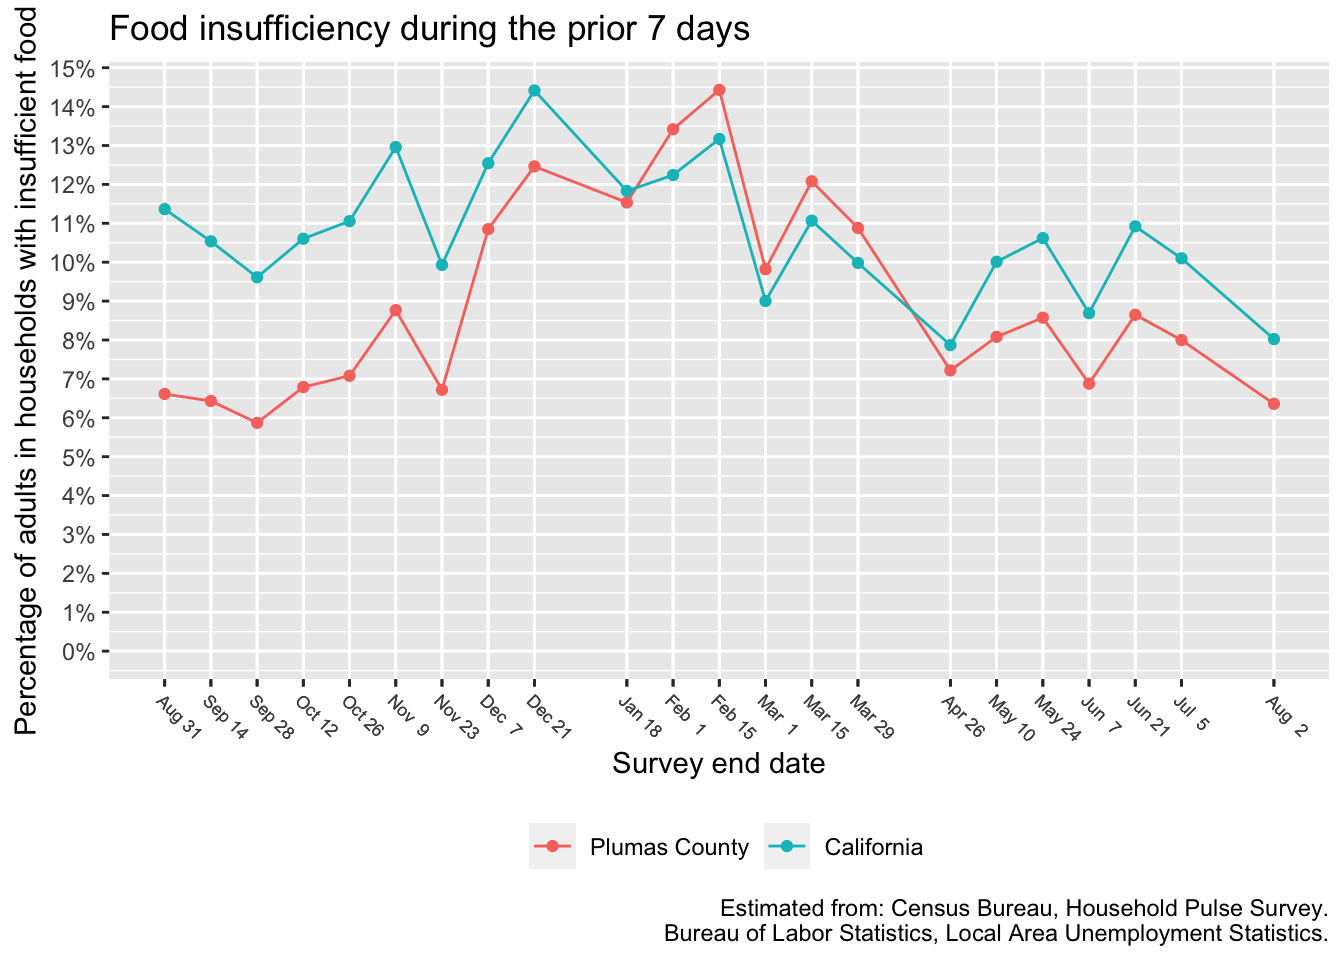 Food insufficiency during the prior 7 days
Percentage of adults in households with insufficient food
15%
14%
13%
12%
11%
10%
9%
8%
7%
6%
5%
4%
3%
2%
1%
0%
Aug 31
Sep 14
Sep 28
Oct 12
Oct 26
Nov 9
Nov 23
Dec 7
Dec 21
Jan 18
Feb 1
Feb 15
Mar 1
Mar 15
Mar 29
Apr 26
May 10
May 24
Jun 7
Jun 21
Jul 5
Aug 2
Survey end date
Plumas County
California
Estimated from: Census Bureau, Household Pulse Survey.
Bureau of Labor Statistics, Local Area Unemployment Statistics.